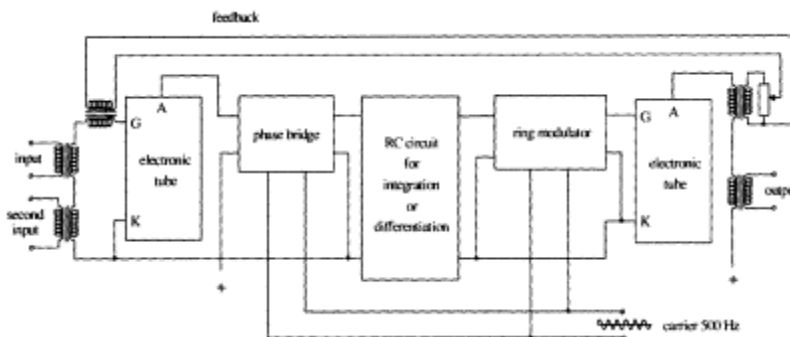 feedback
A
G
electronic
tube
K
input
second
input
phase bridge
+
RC circuit
for
integration
or
differentiation
ring modulator
G
A
electronic
tube
K
output
+
carrier 500 Hz